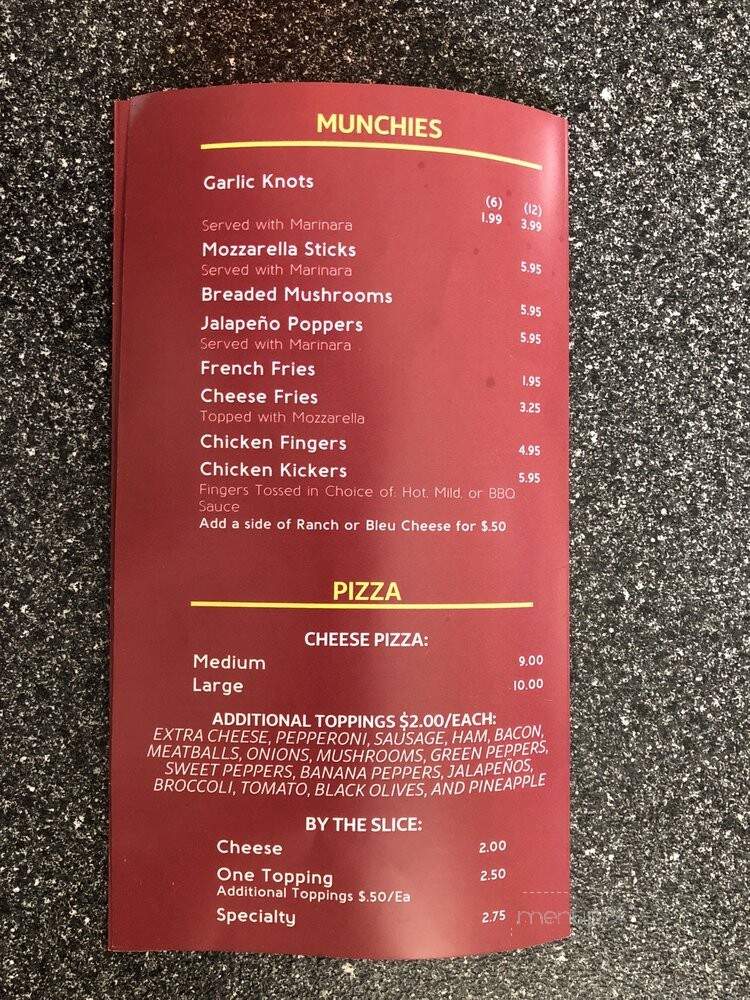 MUNCHIES
Garlic Knots
(6) (12)
Served with Marinara 1.99 3.99
Mozzarella Sticks
Served with Marinara 5.95
Breaded Mushrooms 5.95
Jalapeño Poppers 5.95
Served with Marinara
French Fries 1.95
Cheese Fries 3.25
Topped with Mozzarella
Chicken Fingers 4.95
Chicken Kickers 5.95
Fingers Tossed in Choice of: Hot, Mild, or BBQ
Sauce
Add a side of Ranch or Bleu Cheese for $.50
PIZZA
CHEESE PIZZA:
Medium 9.00
Large 10.00
ADDITIONAL TOPPINGS $2.00/EACH:
EXTRA CHEESE, PEPPERONI, SAUSAGE, HAM, BACON,
MEATBALLS, ONIONS, MUSHROOMS, GREEN PEPPERS,
SWEET PEPPERS, BANANA PEPPERS, JALAPEÑOS,
BROCCOLI, TOMATO, BLACK OLIVES, AND PINEAPPLE
BY THE SLICE:
Cheese 2.00
One Topping 2.50
Additional Toppings $.50/Ea
Specialty 2.75